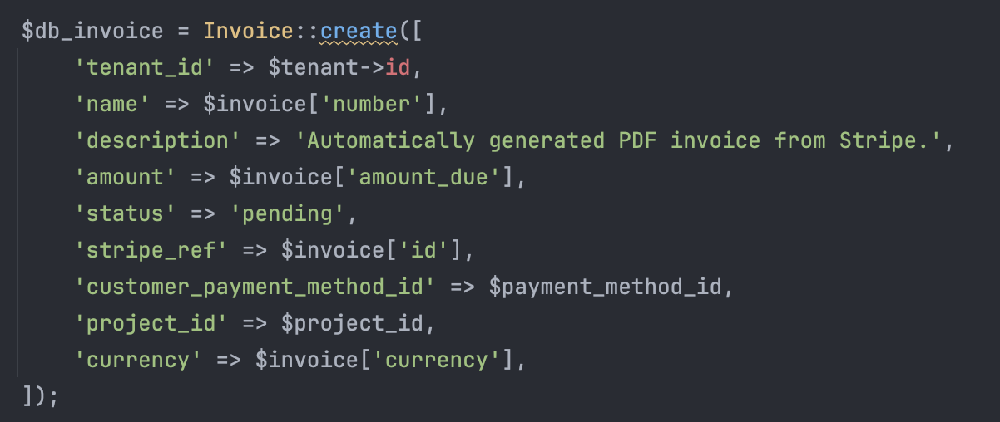 $db_invoice = Invoice::create([
    'tenant_id' => $tenant->id,
    'name' => $invoice['number'],
    'description' => 'Automatically generated PDF invoice from Stripe.',
    'amount' => $invoice['amount_due'],
    'status' => 'pending',
    'stripe_ref' => $invoice['id'],
    'customer_payment_method_id' => $payment_method_id,
    'project_id' => $project_id,
    'currency' => $invoice['currency'],
]);